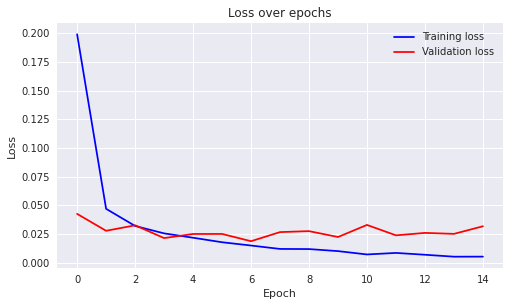 Loss over epochs
Training loss
Validation loss
0.200
0.175
0.150
0.125
0.100
0.075
0.050
0.025
0.000
Loss
0 2 4 6 8 10 12 14
Epoch